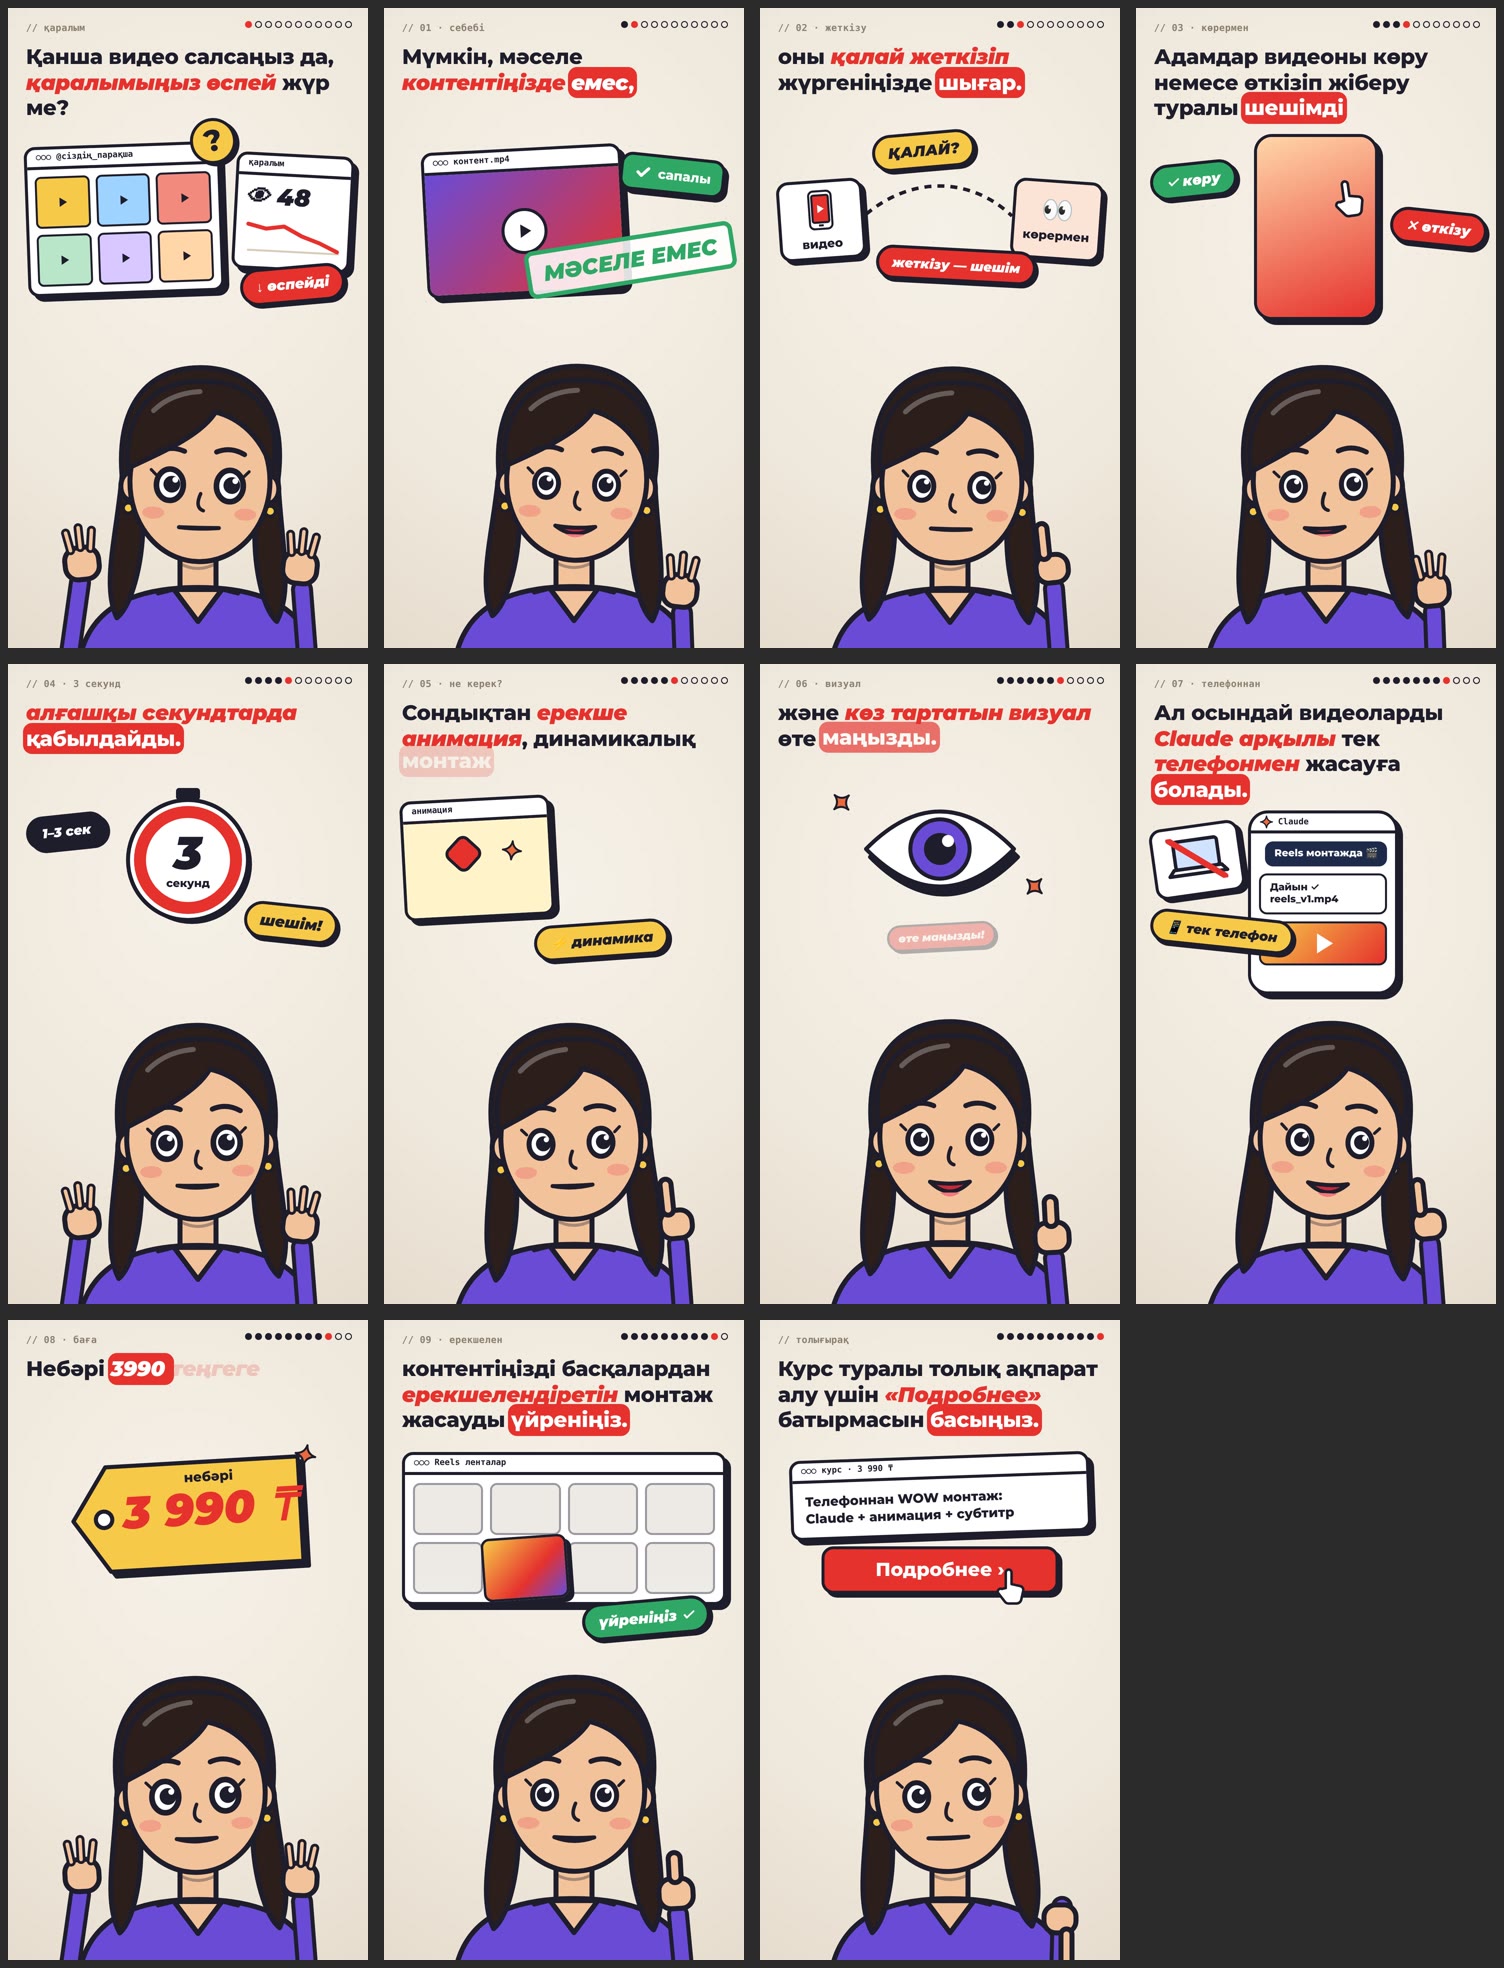 // қаралым
Қанша видео салсаңыз да,
қаралымыңыз өспей жүр
ме?
?
@сіздің_парақша
қаралым
48
↓ өспейді
// 01 · себебі
Мүмкін, мәселе
контентіңізде емес,
контент.mp4
✓ сапалы
МӘСЕЛЕ ЕМЕС
// 02 · жеткізу
оны қалай жеткізіп
жүргеніңізде шығар.
ҚАЛАЙ?
видео
көрермен
жеткізу — шешім
// 03 · көрермен
Адамдар видеоны көру
немесе өткізіп жіберу
туралы шешімді
✓ көру
✕ өткізу
// 04 · 3 секунд
алғашқы секундтарда
қабылдайды.
1–3 сек
3
секунд
шешім!
// 05 · не керек?
Сондықтан ерекше
анимация, динамикалық
монтаж
анимация
⚡ динамика
// 06 · визуал
және көз тартатын визуал
өте маңызды.
өте маңызды!
// 07 · телефоннан
Ал осындай видеоларды
Claude арқылы тек
телефонмен жасауға
болады.
Claude
Reels монтажда 🎬
Дайын ✓
reels_v1.mp4
📱 тек телефон
// 08 · баға
Небәрі 3990 теңгеге
небәрі
3 990 ₸
// 09 · ерекшелен
контентіңізді басқалардан
ерекшелендіретін монтаж
жасауды үйреніңіз.
Reels ленталар
үйреніңіз ✓
// толығырақ
Курс туралы толық ақпарат
алу үшін «Подробнее»
батырмасын басыңыз.
курс · 3 990 ₸
Телефоннан WOW монтаж:
Claude + анимация + субтитр
Подробнее ›